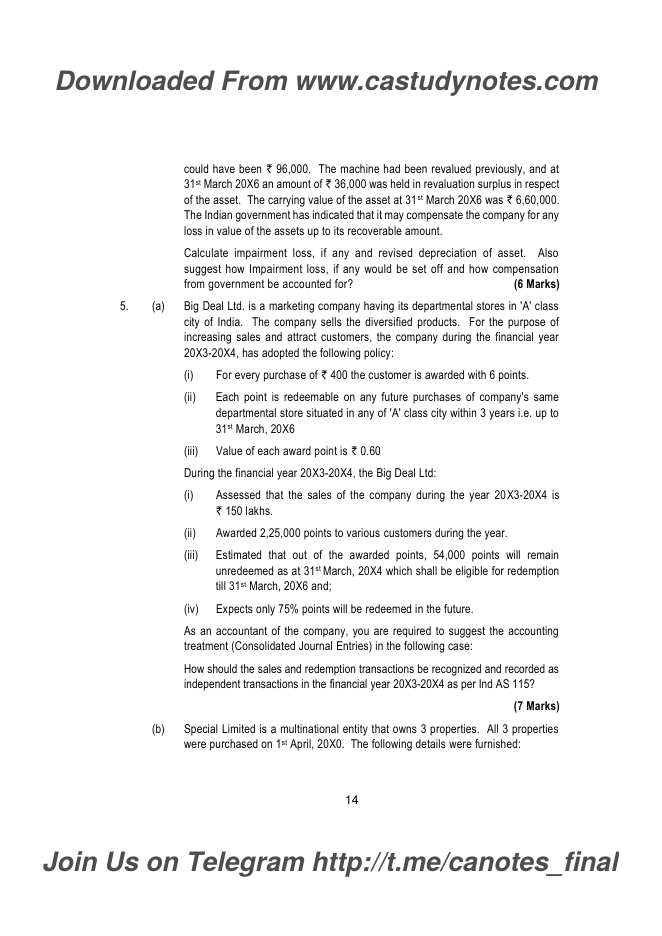 Downloaded From www.castudynotes.com
could have been ₹ 96,000. The machine had been revalued previously, and at
31st March 20X6 an amount of ₹ 36,000 was held in revaluation surplus in respect
of the asset. The carrying value of the asset at 31st March 20X6 was ₹ 6,60,000.
The Indian government has indicated that it may compensate the company for any
loss in value of the assets up to its recoverable amount.
Calculate impairment loss, if any and revised depreciation of asset. Also
suggest how Impairment loss, if any would be set off and how compensation
from government be accounted for? (6 Marks)
5. (a) Big Deal Ltd. is a marketing company having its departmental stores in 'A' class
city of India. The company sells the diversified products. For the purpose of
increasing sales and attract customers, the company during the financial year
20X3-20X4, has adopted the following policy:
(i) For every purchase of ₹ 400 the customer is awarded with 6 points.
(ii) Each point is redeemable on any future purchases of company's same
departmental store situated in any of 'A' class city within 3 years i.e. up to
31st March, 20X6
(iii) Value of each award point is ₹ 0.60
During the financial year 20X3-20X4, the Big Deal Ltd:
(i) Assessed that the sales of the company during the year 20X3-20X4 is
₹ 150 lakhs.
(ii) Awarded 2,25,000 points to various customers during the year.
(iii) Estimated that out of the awarded points, 54,000 points will remain
unredeemed as at 31st March, 20X4 which shall be eligible for redemption
till 31st March, 20X6 and;
(iv) Expects only 75% points will be redeemed in the future.
As an accountant of the company, you are required to suggest the accounting
treatment (Consolidated Journal Entries) in the following case:
How should the sales and redemption transactions be recognized and recorded as
independent transactions in the financial year 20X3-20X4 as per Ind AS 115?
(7 Marks)
(b) Special Limited is a multinational entity that owns 3 properties. All 3 properties
were purchased on 1st April, 20X0. The following details were furnished:
14
Join Us on Telegram http://t.me/canotes_final